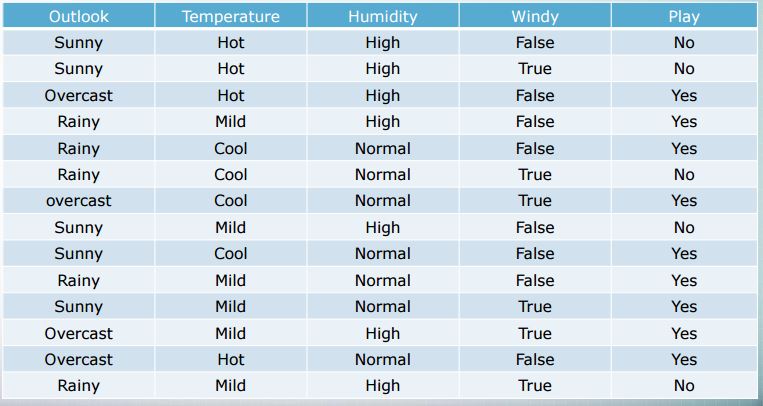 Outlook Temperature Humidity Windy Play
Sunny Hot High False No
Sunny Hot High True No
Overcast Hot High False Yes
Rainy Mild High False Yes
Rainy Cool Normal False Yes
Rainy Cool Normal True No
overcast Cool Normal True Yes
Sunny Mild High False No
Sunny Cool Normal False Yes
Rainy Mild Normal False Yes
Sunny Mild Normal True Yes
Overcast Mild High True Yes
Overcast Hot Normal False Yes
Rainy Mild High True No